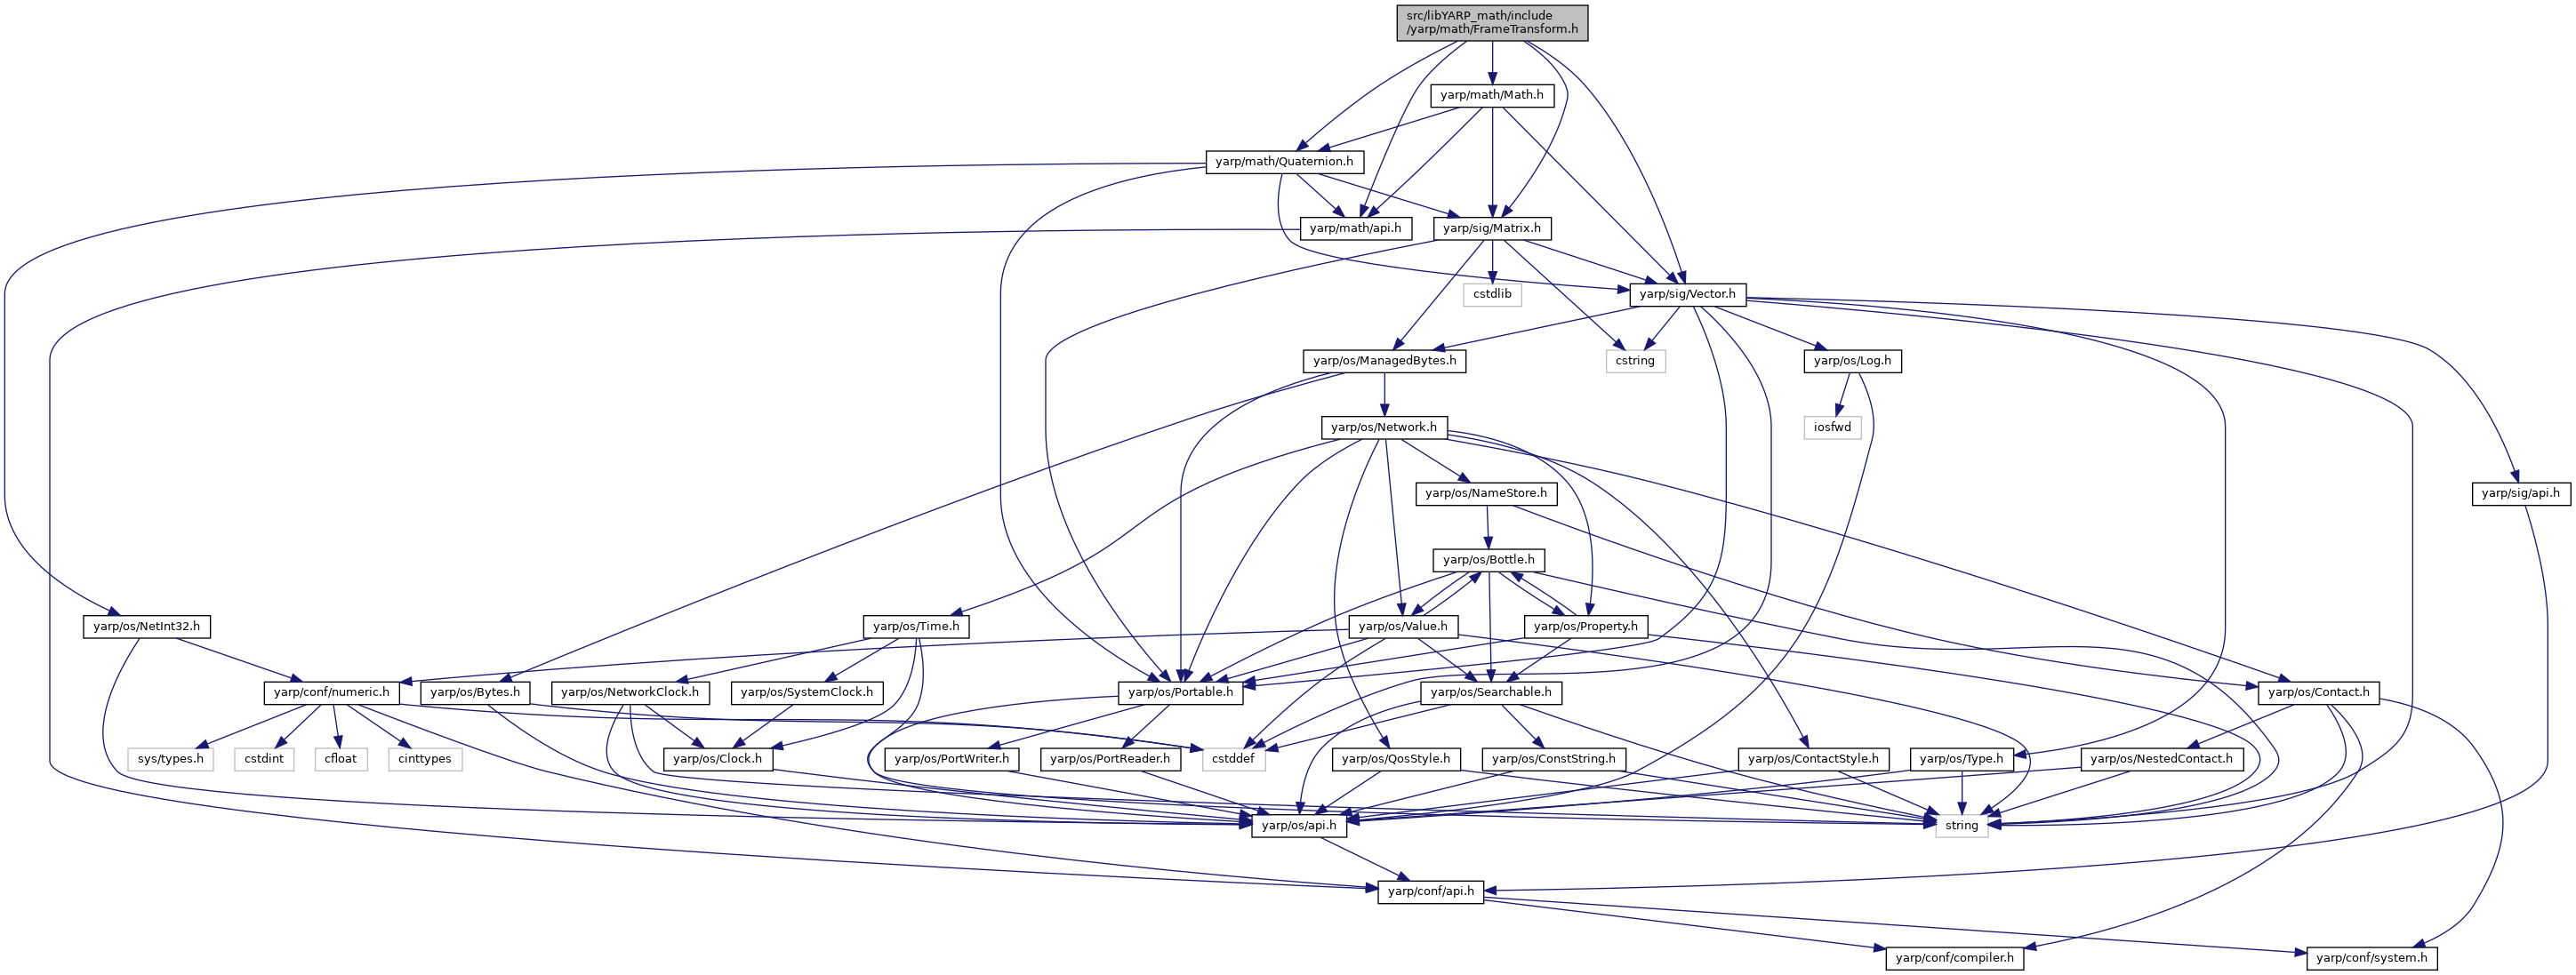 src/libYARP_math/include
/yarp/math/FrameTransform.h
yarp/math/Math.h
yarp/math/Quaternion.h
yarp/math/api.h
yarp/sig/Matrix.h
cstdlib
yarp/sig/Vector.h
yarp/os/ManagedBytes.h
cstring
yarp/os/Log.h
yarp/os/Network.h
iosfwd
yarp/os/NameStore.h
yarp/sig/api.h
yarp/os/Bottle.h
yarp/os/NetInt32.h
yarp/os/Time.h
yarp/os/Value.h
yarp/os/Property.h
yarp/conf/numeric.h
yarp/os/Bytes.h
yarp/os/NetworkClock.h
yarp/os/SystemClock.h
yarp/os/Portable.h
yarp/os/Searchable.h
yarp/os/Contact.h
sys/types.h
cstdint
cfloat
cinttypes
yarp/os/Clock.h
yarp/os/PortWriter.h
yarp/os/PortReader.h
cstddef
yarp/os/QosStyle.h
yarp/os/ConstString.h
yarp/os/ContactStyle.h
yarp/os/Type.h
yarp/os/NestedContact.h
yarp/os/api.h
string
yarp/conf/api.h
yarp/conf/compiler.h
yarp/conf/system.h